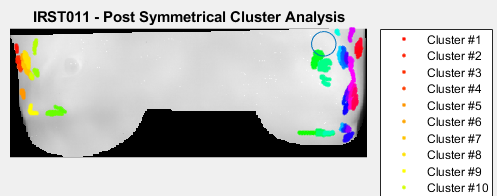 IRST011 - Post Symmetrical Cluster Analysis
Cluster #1
Cluster #2
Cluster #3
Cluster #4
Cluster #5
Cluster #6
Cluster #7
Cluster #8
Cluster #9
Cluster #10